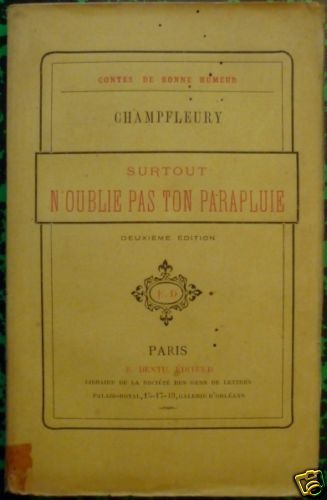 CONTES DE BONNE HUMEUR
CHAMPFLEURY
SURTOUT
N'OUBLIE PAS TON PARAPLUIE
DEUXIÈME ÉDITION
E.D
PARIS
E. DENTU, ÉDITEUR
LIBRAIRE DE LA SOCIÉTÉ DES GENS DE LETTRES
PALAIS-ROYAL, 15-17-19, GALERIE D'ORLÉANS
ebY